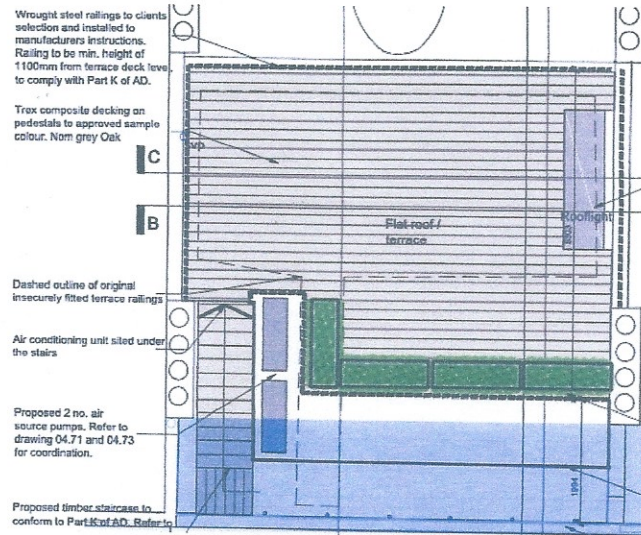 Wrought steel railings to clients
selection and installed to
manufacturers instructions.
Railing to be min. height of
1100mm from terrace deck level
to comply with Part K of AD.
Trex composite decking on
pedestals to approved sample
colour. Nom grey Oak
C
B
Flat roof /
terrace
Rooflight
Dashed outline of original
insecurely fitted terrace railings
Air conditioning unit sited under
the stairs
Proposed 2 no. air
source pumps. Refer to
drawing 04.71 and 04.73
for coordination.
1994
Proposed timber staircase to
conform to Part K of AD. Refer to